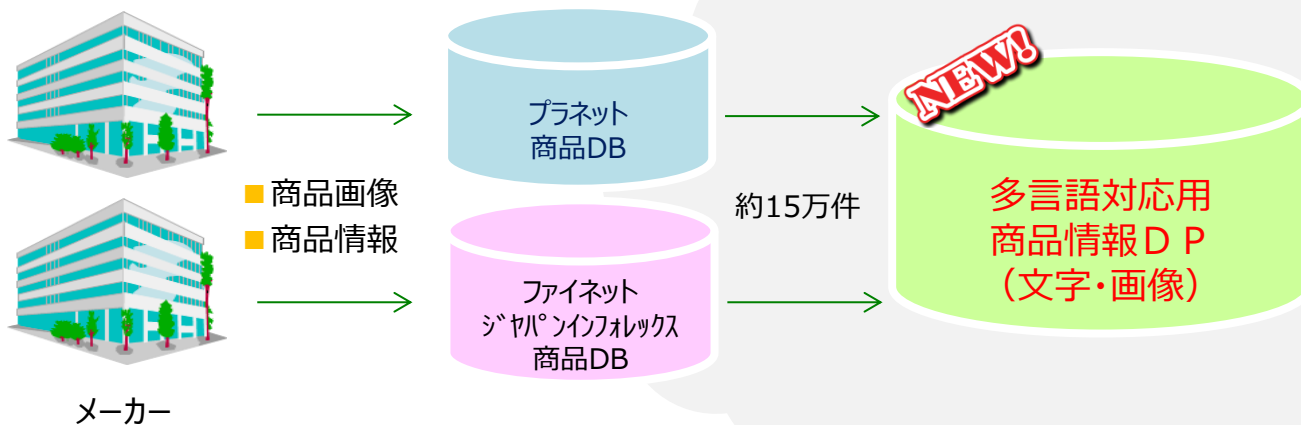 メーカー
■商品画像
■商品情報
プラネット
商品DB
ファイネット
ジャパンインフォレックス
商品DB
約15万件
NEW!
多言語対応用
商品情報DP
(文字・画像)